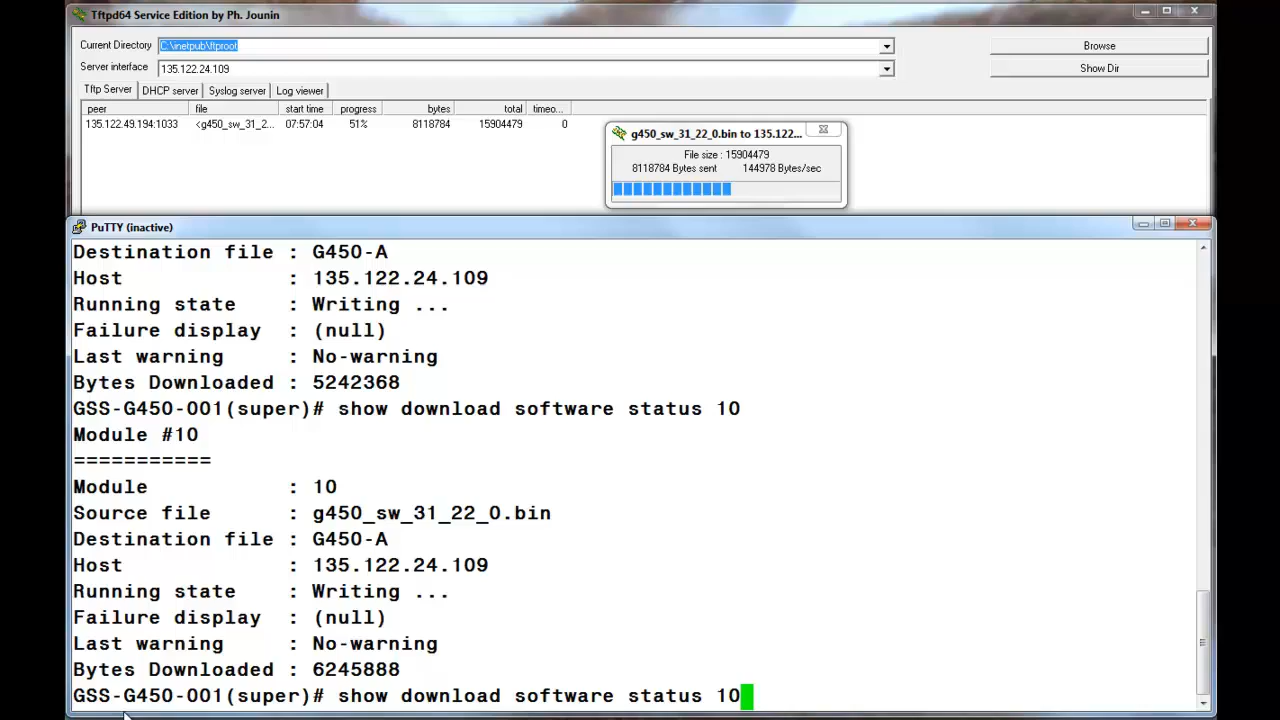 Tftpd64 Service Edition by Ph. Jounin
Current Directory C:\inetpub\ftproot Browse
Server interface 135.122.24.109 Show Dir
Tftp Server DHCP server Syslog server Log viewer
peer file start time progress bytes total timeo...
135.122.49.194:1033 <g450_sw_31_2... 07:57:04 51% 8118784 15904479 0
g450_sw_31_22_0.bin to 135.122...
File size : 15904479
8118784 Bytes sent 144978 Bytes/sec
PuTTY (inactive)
Destination file : G450-A
Host : 135.122.24.109
Running state : Writing ...
Failure display : (null)
Last warning : No-warning
Bytes Downloaded : 5242368
GSS-G450-001(super)# show download software status 10
Module #10
===========
Module : 10
Source file : g450_sw_31_22_0.bin
Destination file : G450-A
Host : 135.122.24.109
Running state : Writing ...
Failure display : (null)
Last warning : No-warning
Bytes Downloaded : 6245888
GSS-G450-001(super)# show download software status 10